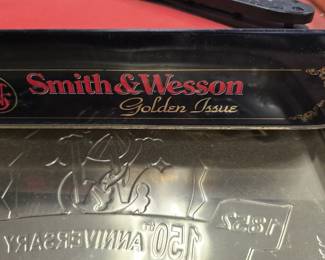 Smith & Wesson
Golden Issue
150TH ANNIVERSARY
1852